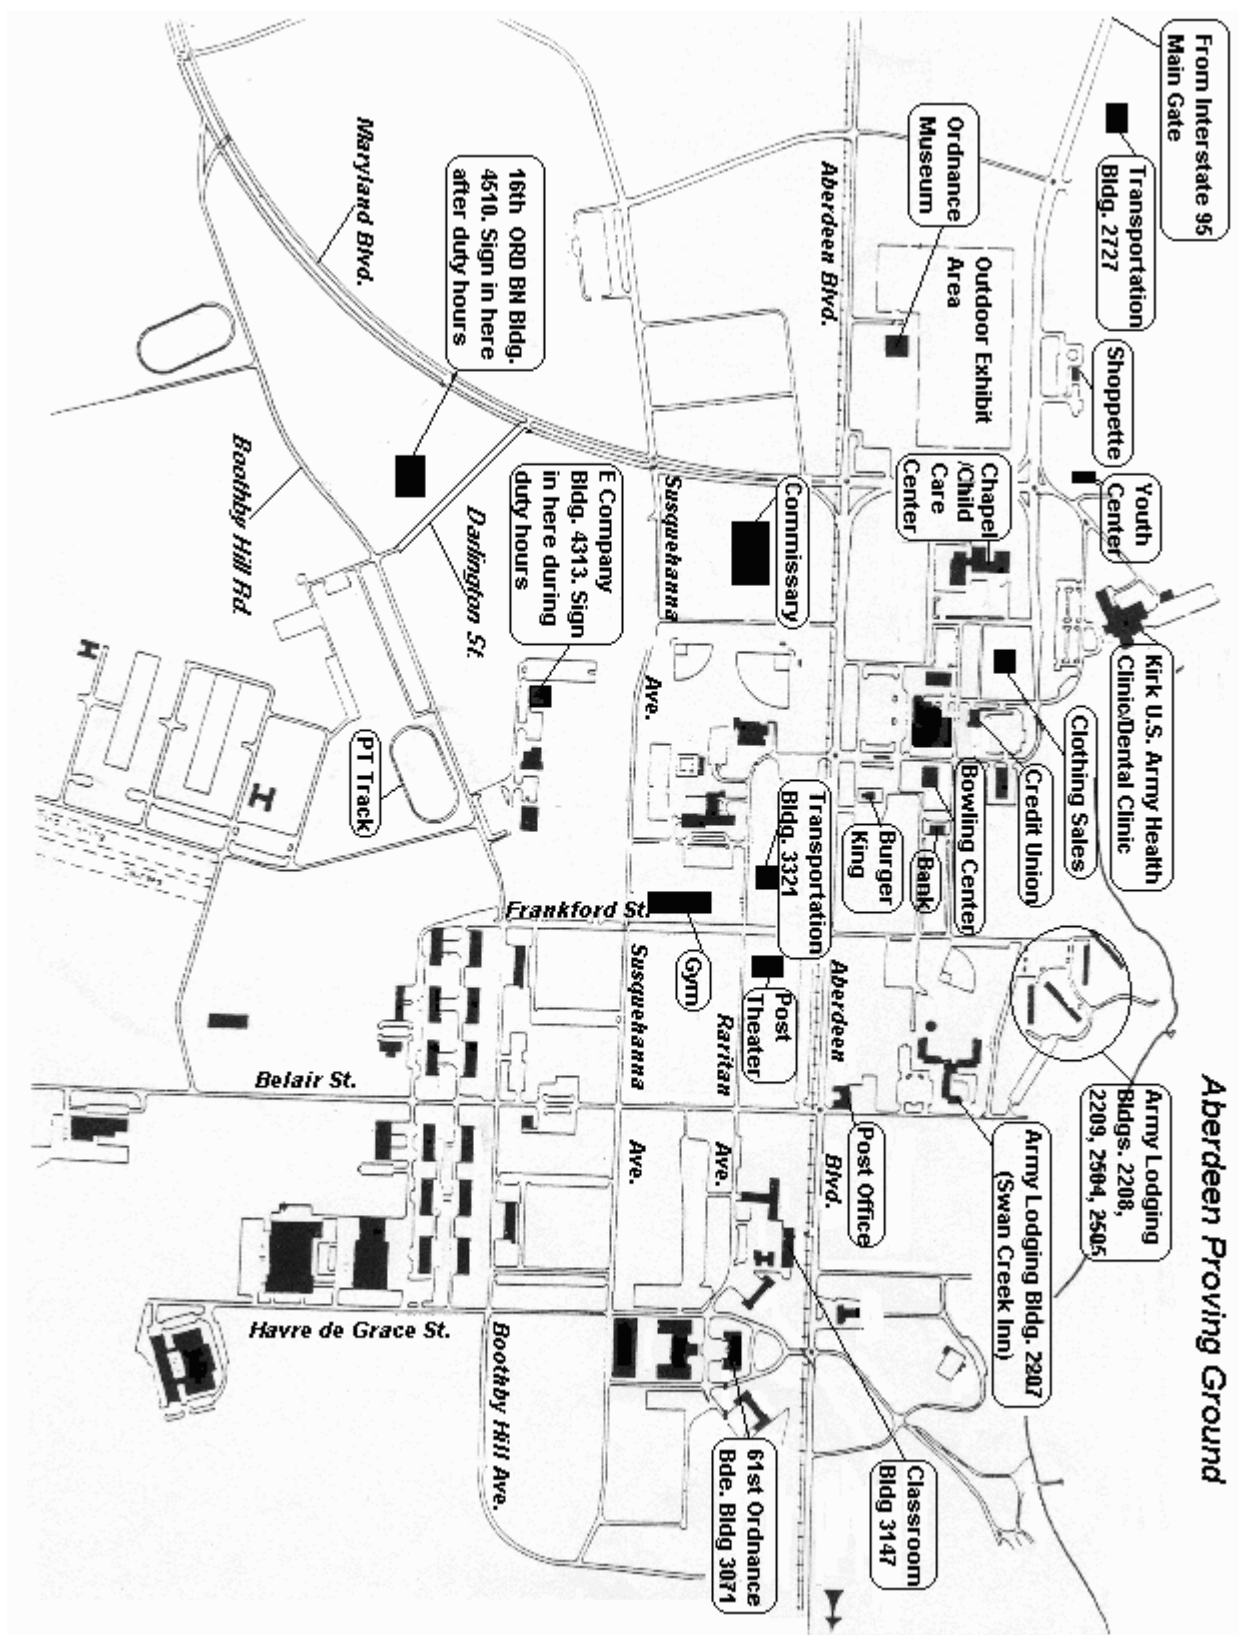 Aberdeen Proving Ground
From Interstate 95
Main Gate
Transportation
Bldg. 2727
Shoppette
Youth
Center
Kirk U.S. Army Health
Clinic/Dental Clinic
Clothing Sales
Credit Union
Bowling Center
Bank
Burger
King
Army Lodging
Bldgs. 2208,
2209, 2504, 2505
Army Lodging Bldg. 2207
(Swan Creek Inn)
Ordnance
Museum
Outdoor Exhibit
Area
Chapel
/Child
Care
Center
Aberdeen Blvd.
Commissary
Transportation
Bldg. 3321
Aberdeen
Blvd.
Post Office
Post
Theater
Classroom
Bldg 3147
61st Ordnance
Bde. Bldg 3071
Raritan
Ave.
Gym
Susquehanna
Ave.
Susquehanna
Ave.
E Company
Bldg. 4313. Sign
in here during
duty hours
16th ORD BN Bldg.
4510. Sign in here
after duty hours
Maryland Blvd.
Darlington St.
Boothby Hill Rd.
PT Track
Frankford St.
Belair St.
Havre de Grace St.
Boothby Hill Ave.